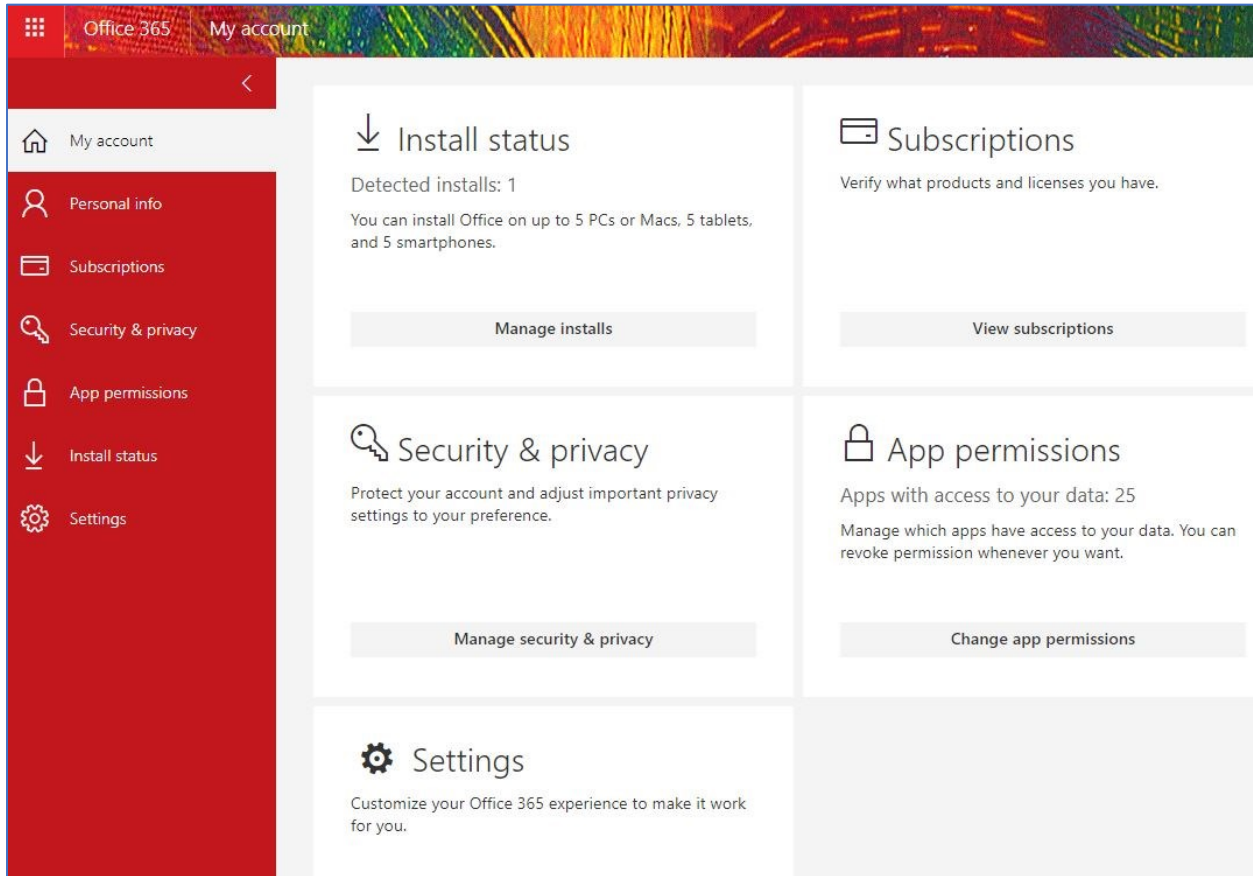 Office 365
My account
My account
Personal info
Subscriptions
Security & privacy
App permissions
Install status
Settings
Install status
Detected installs: 1
You can install Office on up to 5 PCs or Macs, 5 tablets,
and 5 smartphones.
Manage installs
Subscriptions
Verify what products and licenses you have.
View subscriptions
Security & privacy
Protect your account and adjust important privacy
settings to your preference.
Manage security & privacy
App permissions
Apps with access to your data: 25
Manage which apps have access to your data. You can
revoke permission whenever you want.
Change app permissions
Settings
Customize your Office 365 experience to make it work
for you.